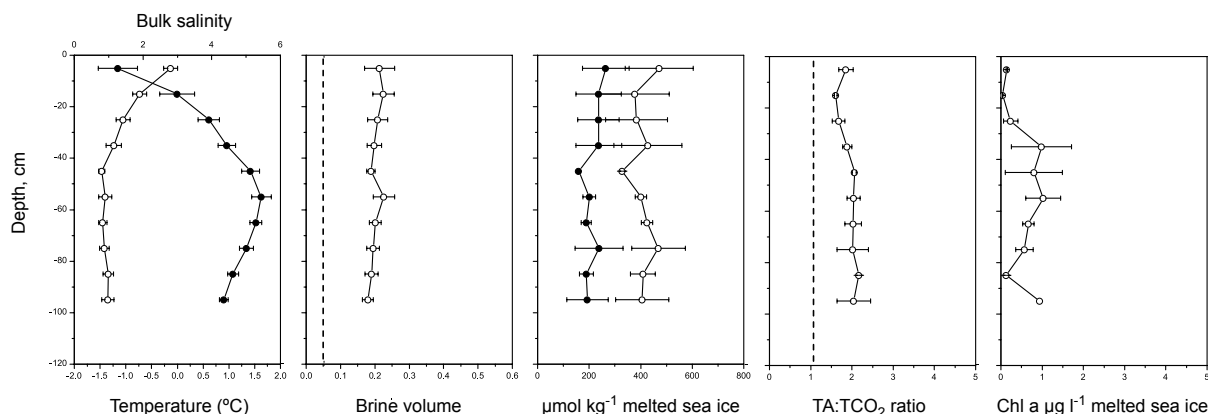 Bulk salinity
0 2 4 6
Depth, cm
0
-20
-40
-60
-80
-100
-120
-2.0 -1.5 -1.0 -0.5 0.0 0.5 1.0 1.5 2.0
0.0 0.1 0.2 0.3 0.4 0.5 0.6
0 200 400 600 800
0 1 2 3 4 5
0 1 2 3 4 5
Temperature (ºC) Brine volume µmol kg⁻¹ melted sea ice TA:TCO₂ ratio Chl a µg l⁻¹ melted sea ice